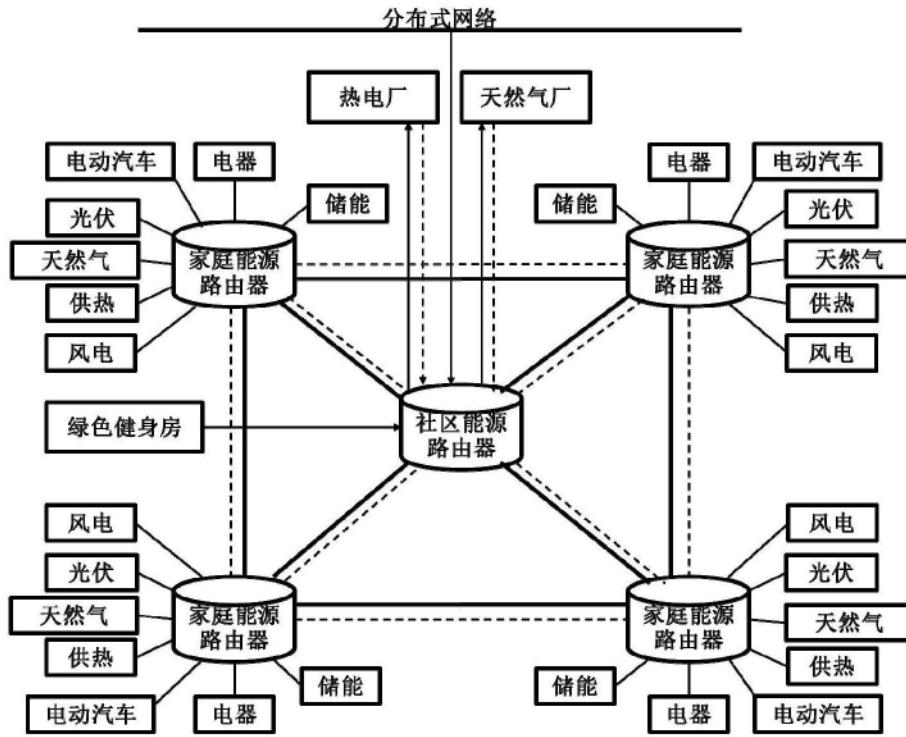 分布式网络
热电厂
天然气厂
电动汽车
电器
储能
光伏
天然气
供热
风电
家庭能源
路由器
储能
电器
电动汽车
光伏
天然气
供热
风电
家庭能源
路由器
绿色健身房
社区能源
路由器
风电
光伏
天然气
供热
电动汽车
电器
储能
家庭能源
路由器
风电
光伏
天然气
供热
储能
电器
电动汽车
家庭能源
路由器